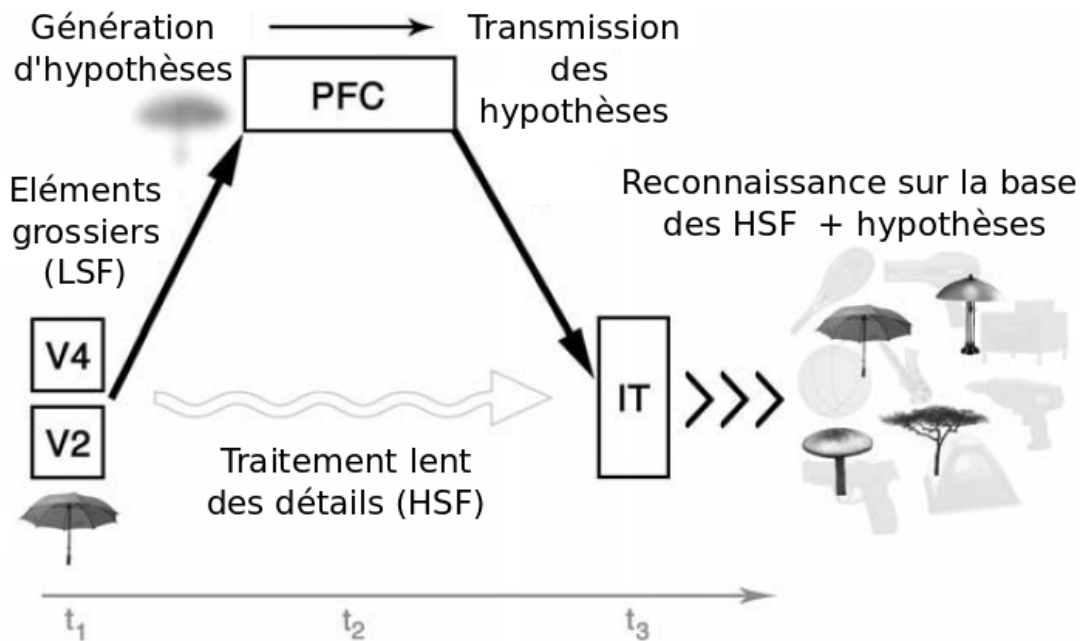 Génération
d'hypothèses
Transmission
des
hypothèses
PFC
Eléments
grossiers
(LSF)
Reconnaissance sur la base
des HSF + hypothèses
V4
V2
IT
Traitement lent
des détails (HSF)
t1
t2
t3